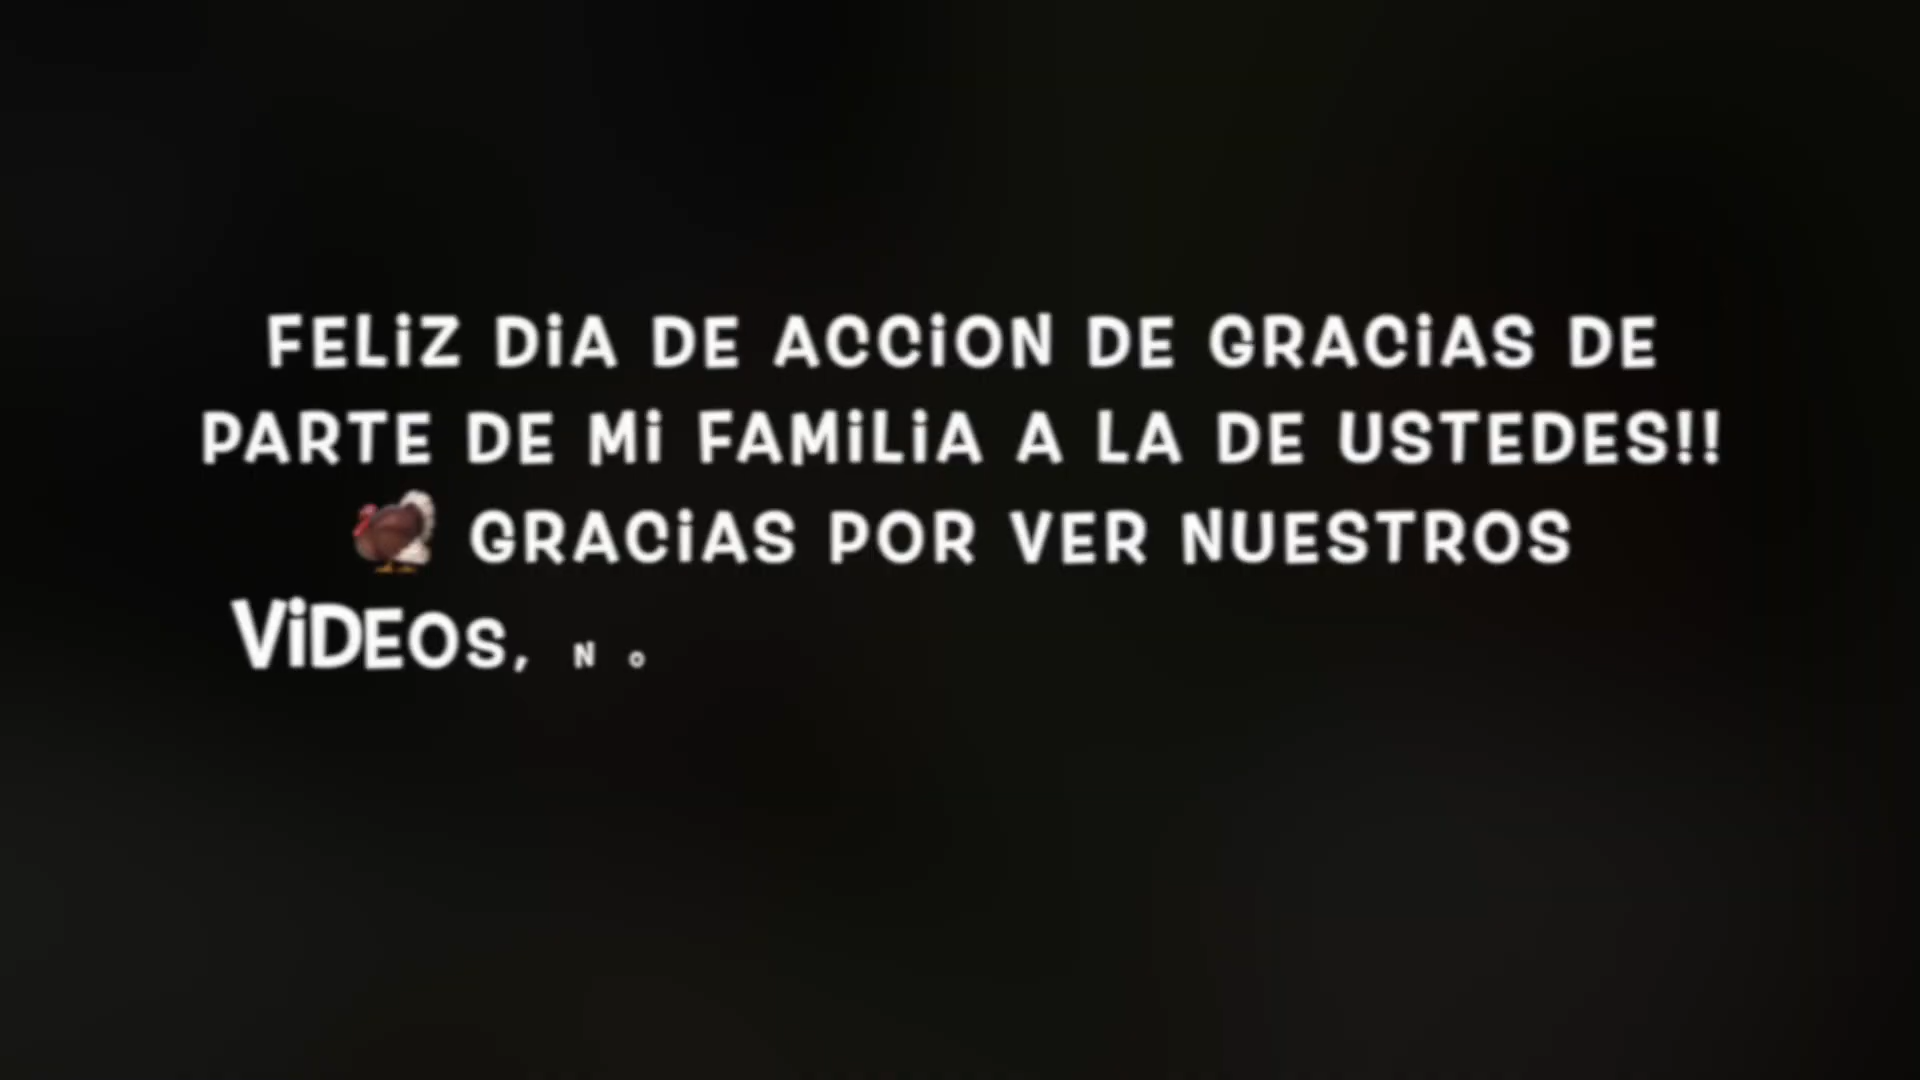 FELiZ DiA DE ACCiON DE GRACiAS DE
PARTE DE Mi FAMiLiA A LA DE USTEDES!!
🦃 GRACiAS POR VER NUESTROS
ViDEOS, N O